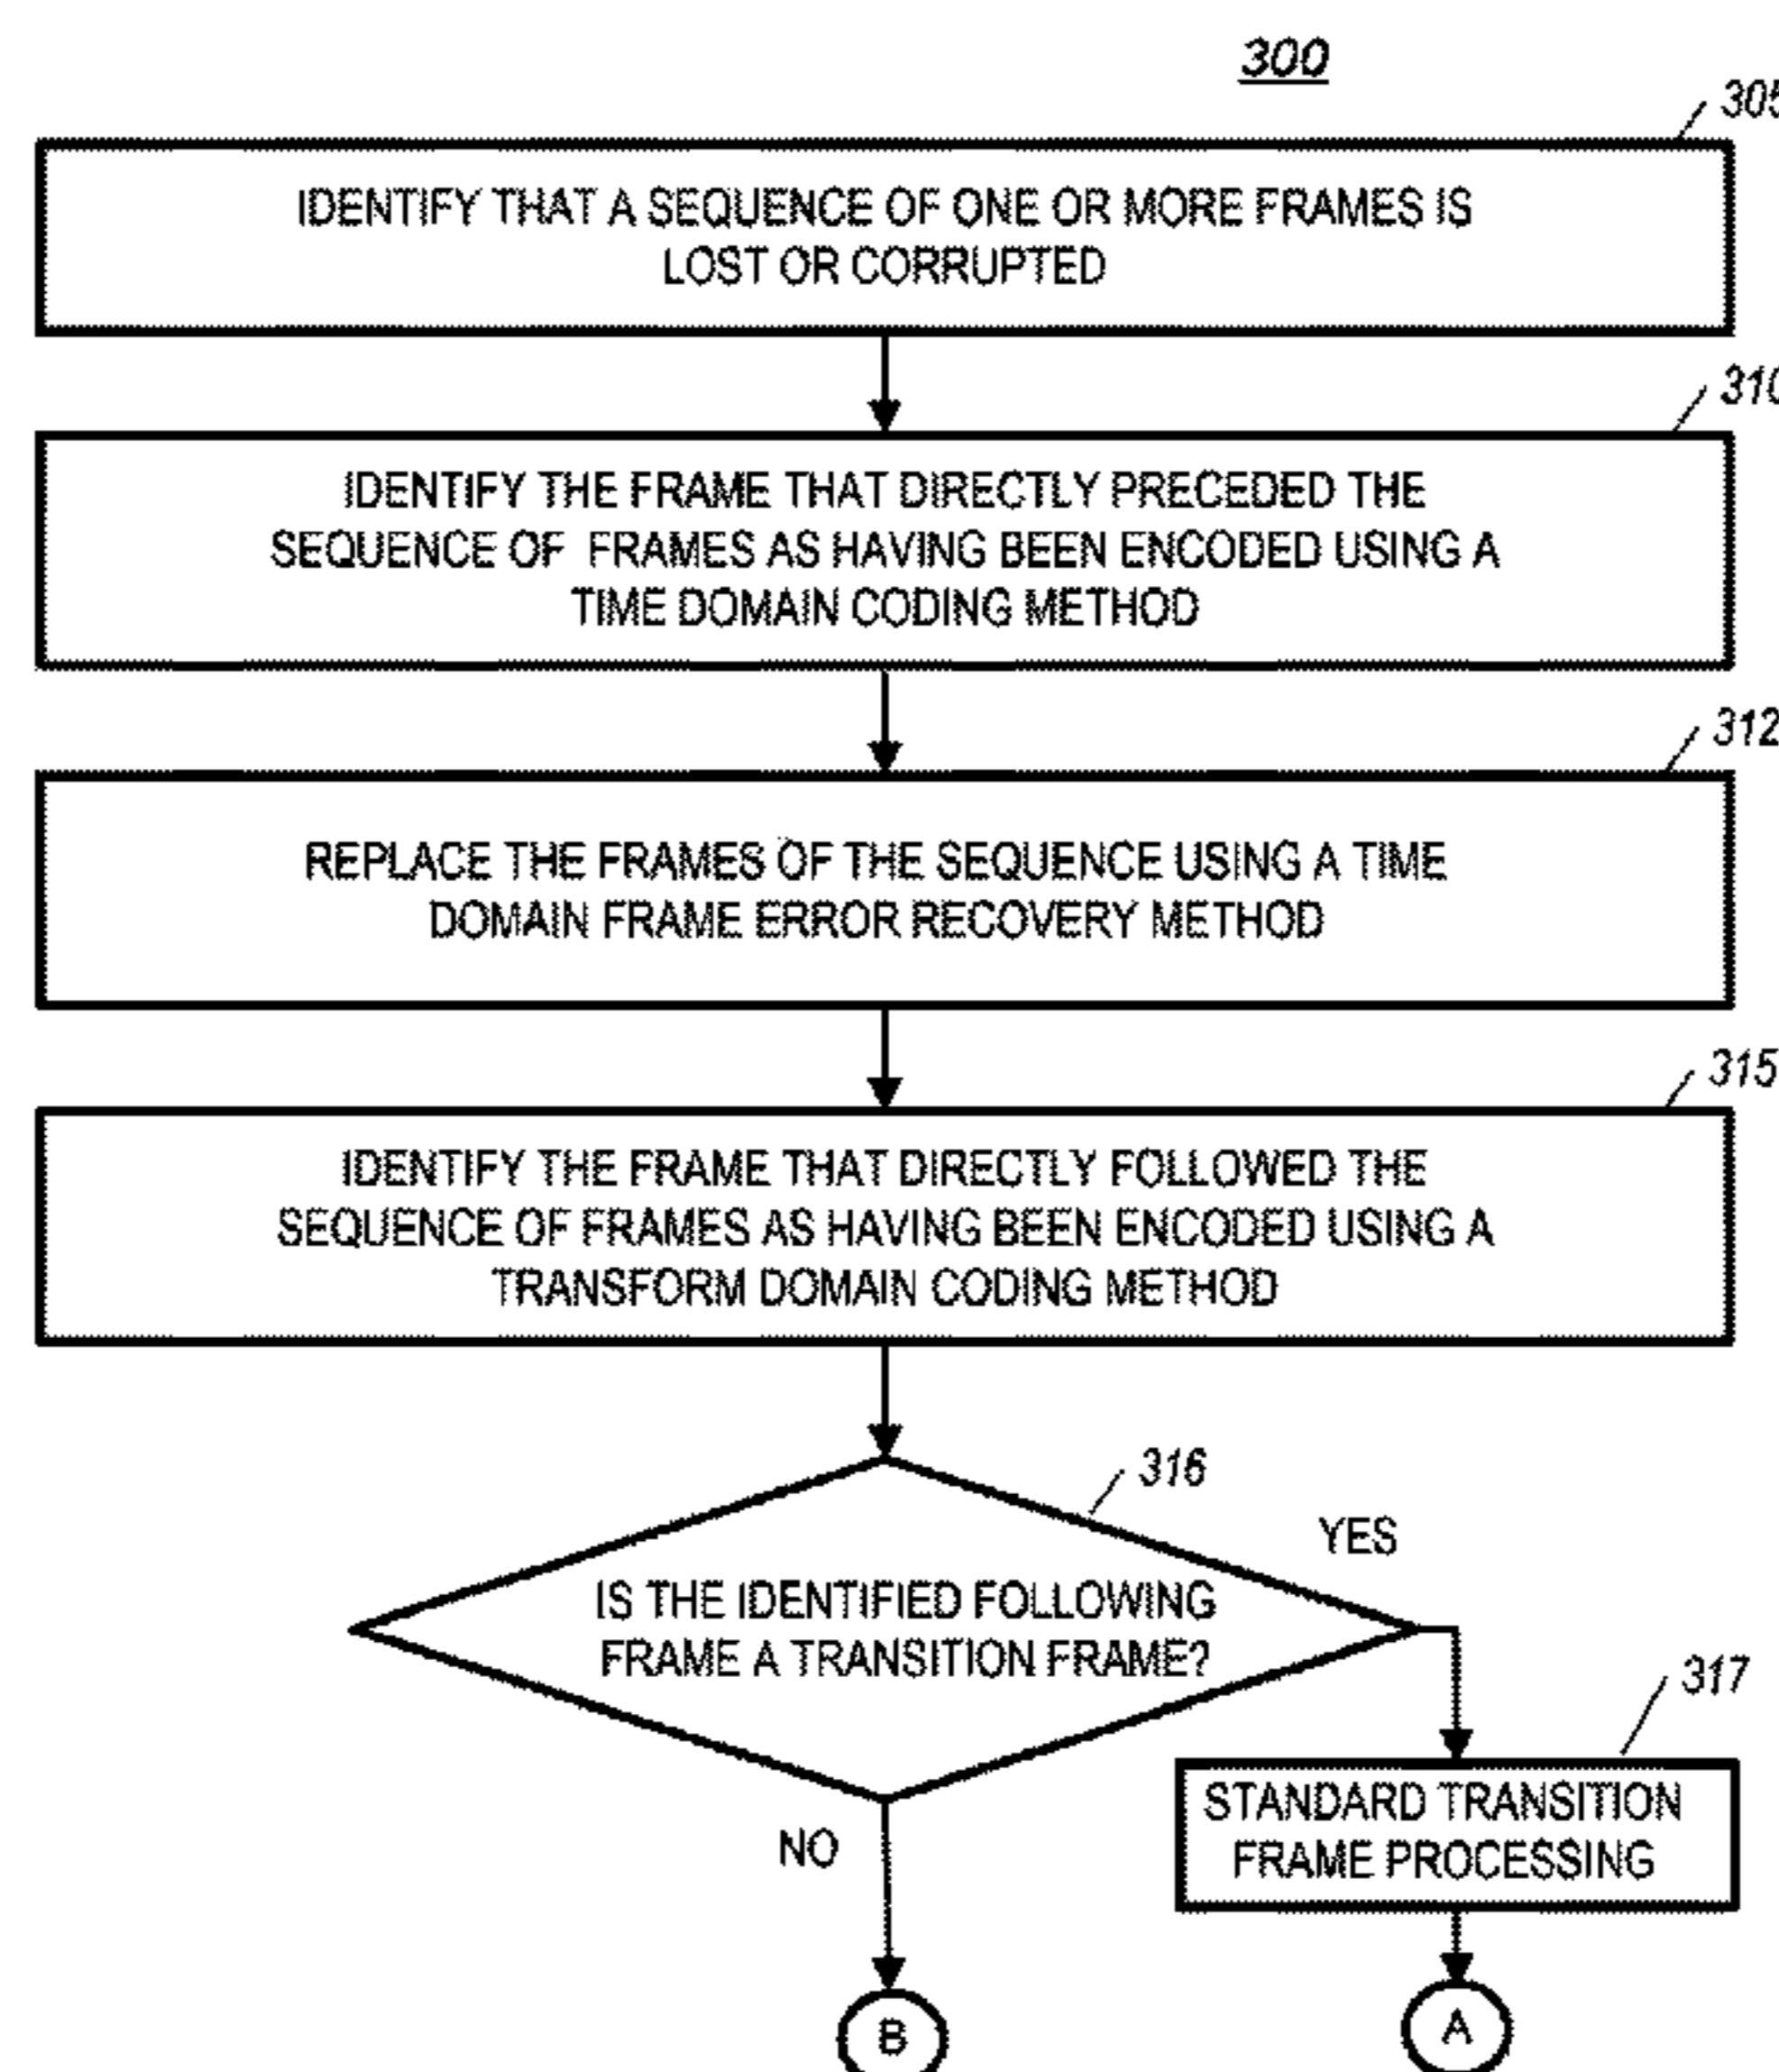 300
305
IDENTIFY THAT A SEQUENCE OF ONE OR MORE FRAMES IS
LOST OR CORRUPTED
310
IDENTIFY THE FRAME THAT DIRECTLY PRECEDED THE
SEQUENCE OF FRAMES AS HAVING BEEN ENCODED USING A
TIME DOMAIN CODING METHOD
312
REPLACE THE FRAMES OF THE SEQUENCE USING A TIME
DOMAIN FRAME ERROR RECOVERY METHOD
315
IDENTIFY THE FRAME THAT DIRECTLY FOLLOWED THE
SEQUENCE OF FRAMES AS HAVING BEEN ENCODED USING A
TRANSFORM DOMAIN CODING METHOD
316
YES
IS THE IDENTIFIED FOLLOWING
FRAME A TRANSITION FRAME?
317
STANDARD TRANSITION
FRAME PROCESSING
NO
B
A